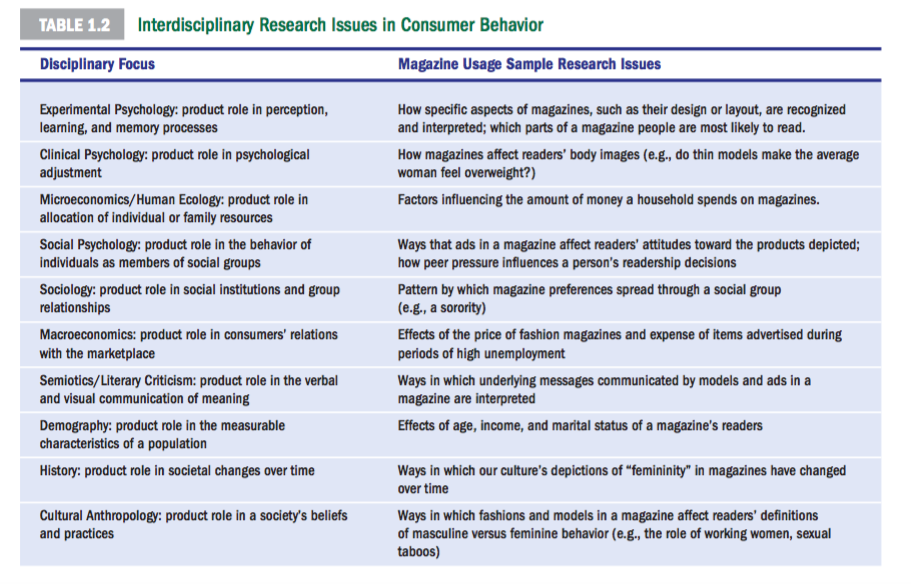 TABLE 1.2 Interdisciplinary Research Issues in Consumer Behavior
Disciplinary Focus Magazine Usage Sample Research Issues
Experimental Psychology: product role in perception, How specific aspects of magazines, such as their design or layout, are recognized
learning, and memory processes and interpreted; which parts of a magazine people are most likely to read.
Clinical Psychology: product role in psychological How magazines affect readers’ body images (e.g., do thin models make the average
adjustment woman feel overweight?)
Microeconomics/Human Ecology: product role in Factors influencing the amount of money a household spends on magazines.
allocation of individual or family resources
Social Psychology: product role in the behavior of Ways that ads in a magazine affect readers’ attitudes toward the products depicted;
individuals as members of social groups how peer pressure influences a person’s readership decisions
Sociology: product role in social institutions and group Pattern by which magazine preferences spread through a social group
relationships (e.g., a sorority)
Macroeconomics: product role in consumers’ relations Effects of the price of fashion magazines and expense of items advertised during
with the marketplace periods of high unemployment
Semiotics/Literary Criticism: product role in the verbal Ways in which underlying messages communicated by models and ads in a
and visual communication of meaning magazine are interpreted
Demography: product role in the measurable Effects of age, income, and marital status of a magazine’s readers
characteristics of a population
History: product role in societal changes over time Ways in which our culture’s depictions of “femininity” in magazines have changed
over time
Cultural Anthropology: product role in a society’s beliefs Ways in which fashions and models in a magazine affect readers’ definitions
and practices of masculine versus feminine behavior (e.g., the role of working women, sexual
taboos)